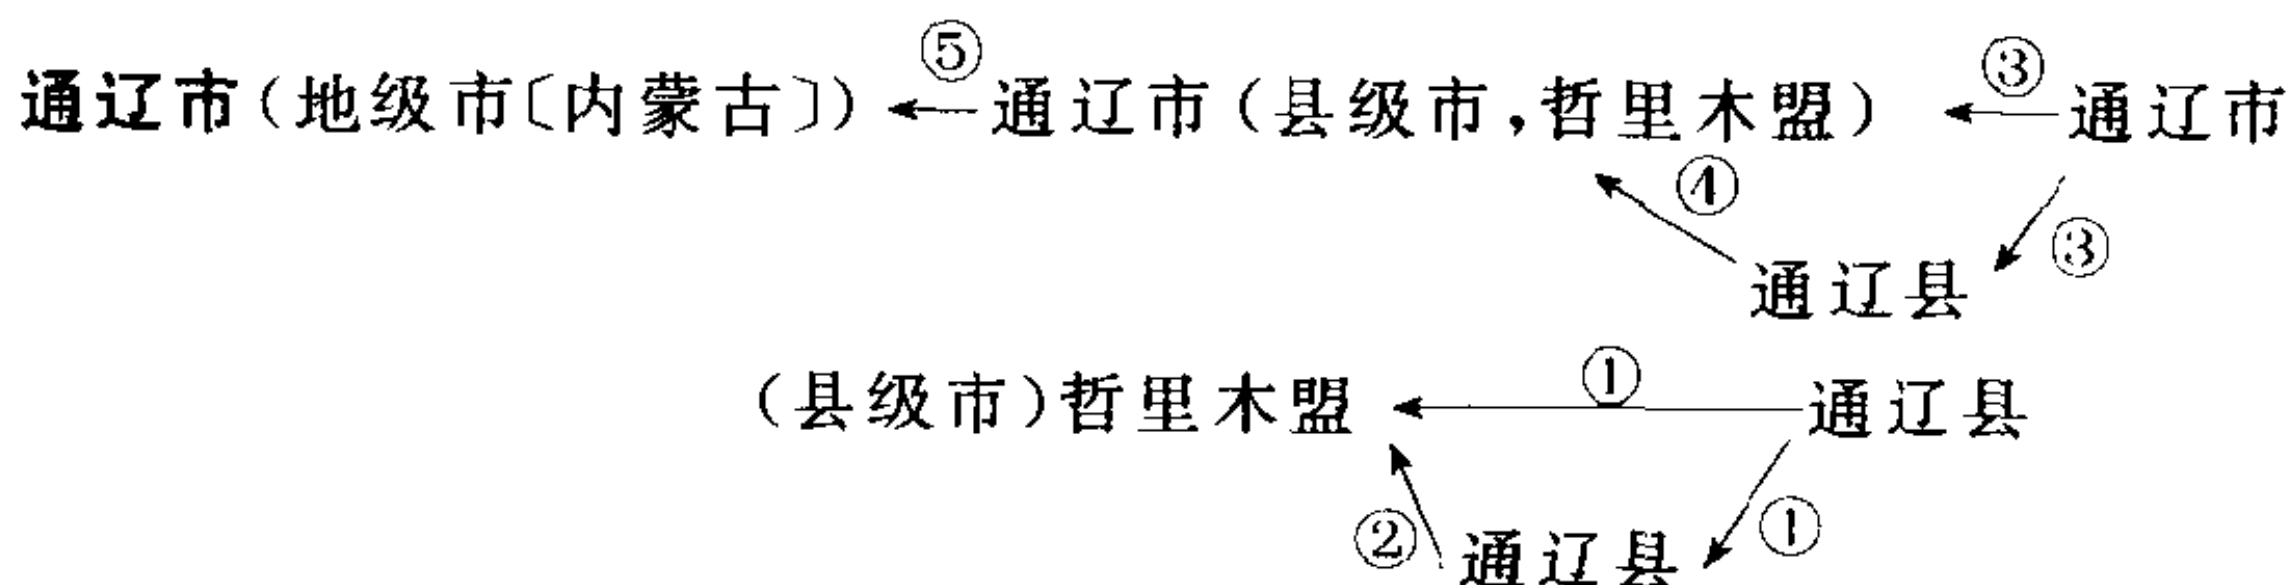 ⑤ ③
通辽市(地级市〔内蒙古〕) ← 通辽市(县级市,哲里木盟) ← 通辽市
④ ③
通辽县
①
(县级市)哲里木盟 ← 通辽县
② ①
通辽县